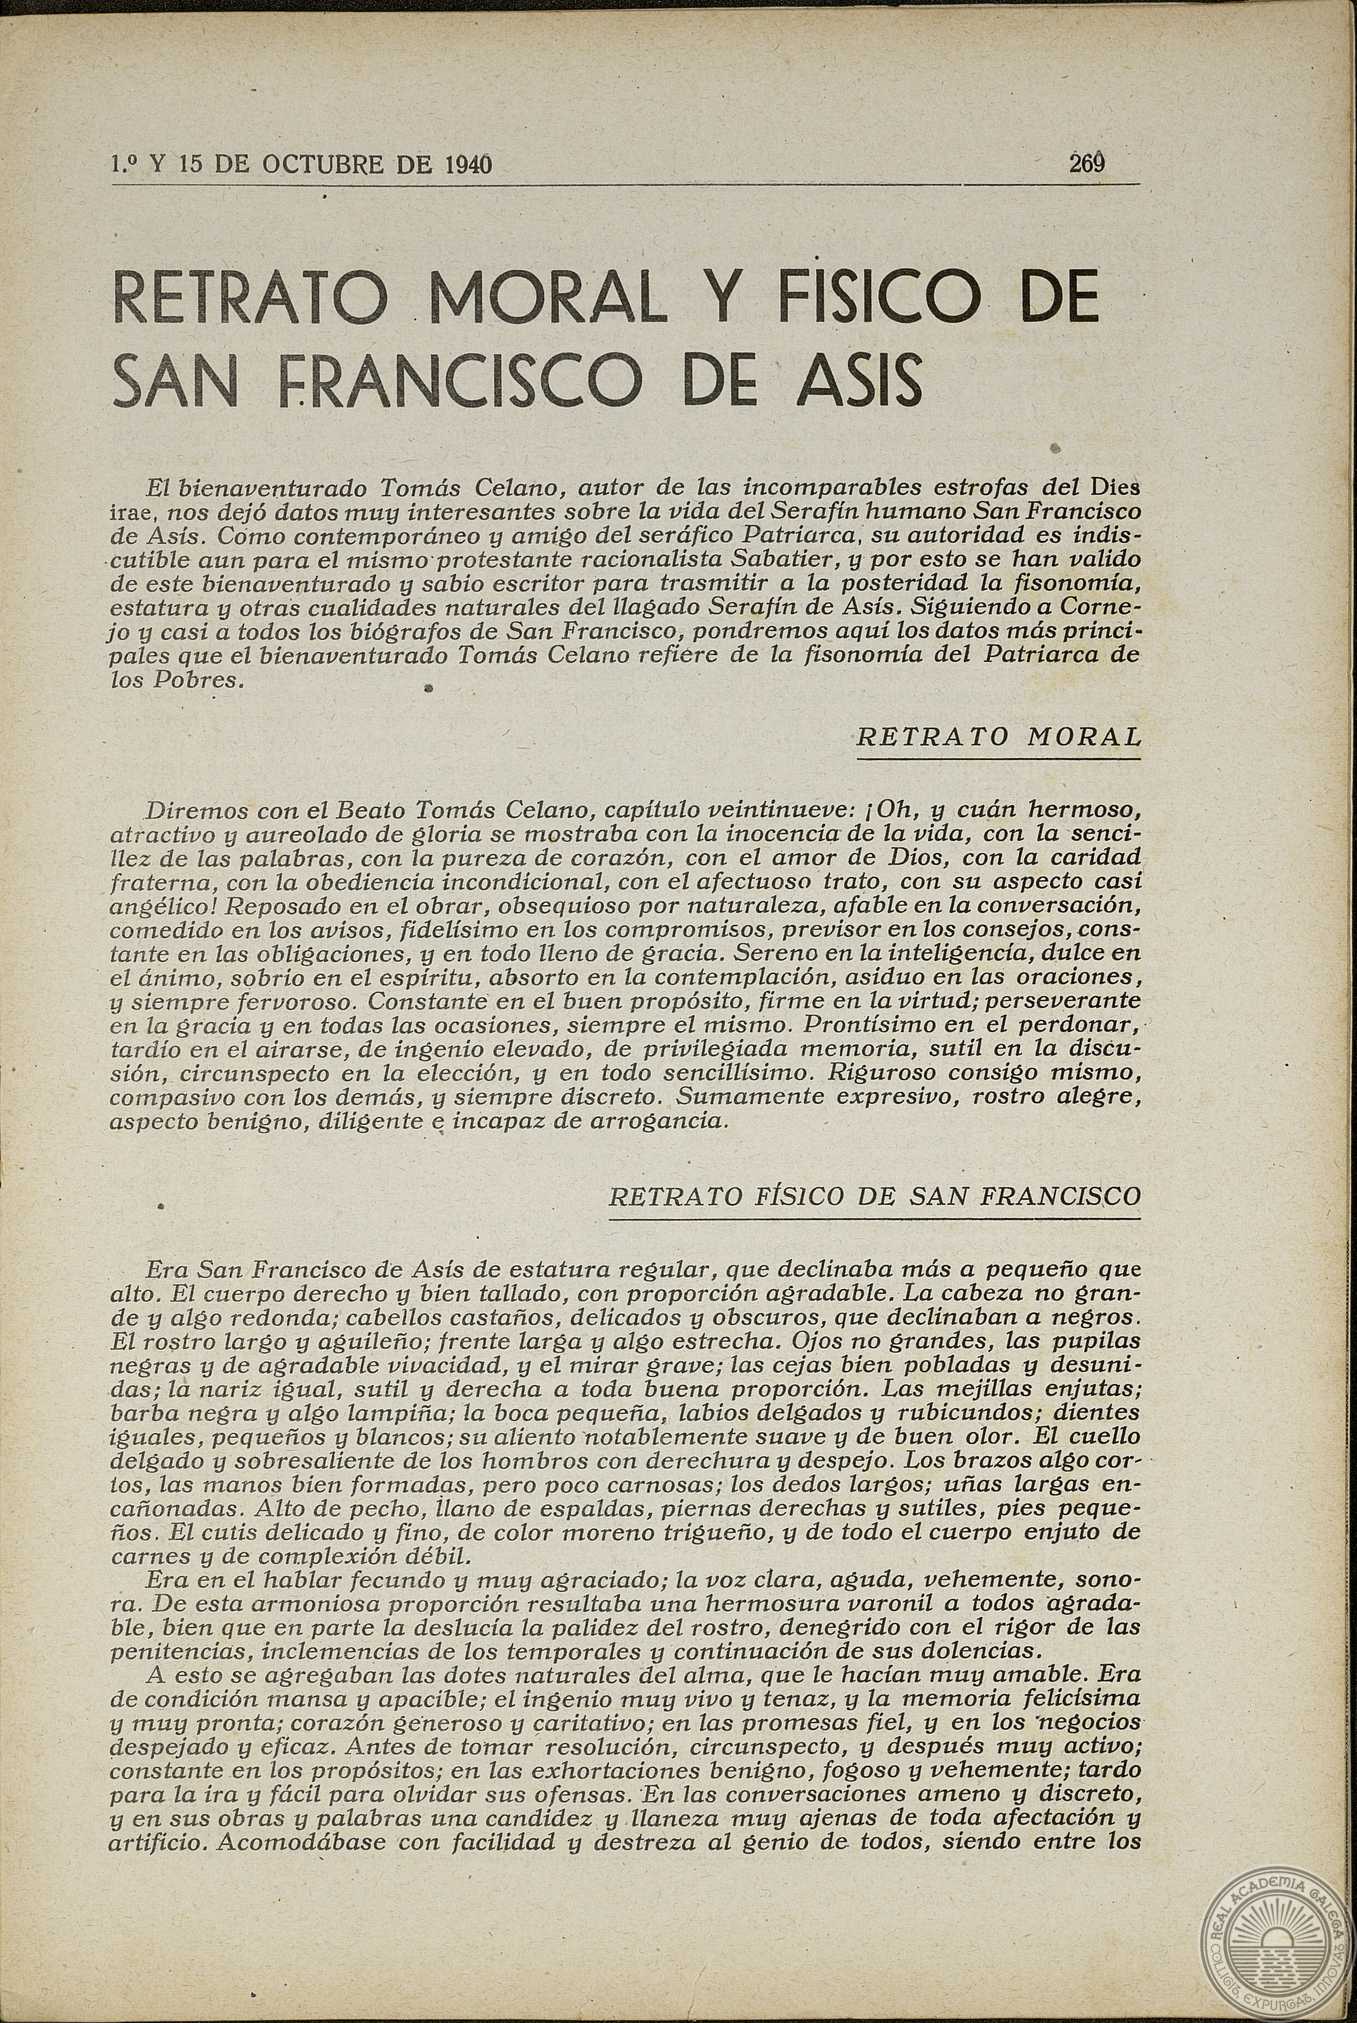 1.º Y 15 DE OCTUBRE DE 1940 269
RETRATO MORAL Y FISICO DE
SAN FRANCISCO DE ASIS
El bienaventurado Tomás Celano, autor de las incomparables estrofas del Dies
irae, nos dejó datos muy interesantes sobre la vida del Serafín humano San Francisco
de Asís. Como contemporáneo y amigo del seráfico Patriarca, su autoridad es indis-
cutible aun para el mismo protestante racionalista Sabatier, y por esto se han valido
de este bienaventurado y sabio escritor para trasmitir a la posteridad la fisonomía,
estatura y otras cualidades naturales del llagado Serafín de Asís. Siguiendo a Corne-
jo y casi a todos los biógrafos de San Francisco, pondremos aquí los datos más princi-
pales que el bienaventurado Tomás Celano refiere de la fisonomía del Patriarca de
los Pobres.
RETRATO MORAL
Diremos con el Beato Tomás Celano, capítulo veintinueve: ¡Oh, y cuán hermoso,
atractivo y aureolado de gloria se mostraba con la inocencia de la vida, con la senci-
llez de las palabras, con la pureza de corazón, con el amor de Dios, con la caridad
fraterna, con la obediencia incondicional, con el afectuoso trato, con su aspecto casi
angélico! Reposado en el obrar, obsequioso por naturaleza, afable en la conversación,
comedido en los avisos, fidelísimo en los compromisos, previsor en los consejos, cons-
tante en las obligaciones, y en todo lleno de gracia. Sereno en la inteligencía, dulce en
el ánimo, sobrio en el espíritu, absorto en la contemplación, asiduo en las oraciones,
y siempre fervoroso. Constante en el buen propósito, firme en la virtud; perseverante
en la gracia y en todas las ocasiones, siempre el mismo. Prontísimo en el perdonar,
tardío en el airarse, de ingenio elevado, de privilegiada memoria, sutil en la discu-
sión, circunspecto en la elección, y en todo sencillísimo. Riguroso consigo mismo,
compasivo con los demás, y siempre discreto. Sumamente expresivo, rostro alegre,
aspecto benigno, diligente e incapaz de arrogancia.
RETRATO FÍSICO DE SAN FRANCISCO
Era San Francisco de Asís de estatura regular, que declinaba más a pequeño que
alto. El cuerpo derecho y bien tallado, con proporción agradable. La cabeza no gran-
de y algo redonda; cabellos castaños, delicados y obscuros, que declinaban a negros.
El rostro largo y aguileño; frente larga y algo estrecha. Ojos no grandes, las pupilas
negras y de agradable vivacidad, y el mirar grave; las cejas bien pobladas y desuni-
das; la nariz igual, sutil y derecha a toda buena proporción. Las mejillas enjutas;
barba negra y algo lampiña; la boca pequeña, labios delgados y rubicundos; dientes
iguales, pequeños y blancos; su aliento notablemente suave y de buen olor. El cuello
delgado y sobresaliente de los hombros con derechura y despejo. Los brazos algo cor-
tos, las manos bien formadas, pero poco carnosas; los dedos largos; uñas largas en-
cañonadas. Alto de pecho, llano de espaldas, piernas derechas y sutiles, pies peque-
ños. El cutis delicado y fino, de color moreno trigueño, y de todo el cuerpo enjuto de
carnes y de complexión débil.
Era en el hablar fecundo y muy agraciado; la voz clara, aguda, vehemente, sono-
ra. De esta armoniosa proporción resultaba una hermosura varonil a todos agrada-
ble, bien que en parte la deslucía la palidez del rostro, denegrido con el rigor de las
penitencias, inclemencias de los temporales y continuación de sus dolencias.
A esto se agregaban las dotes naturales del alma, que le hacían muy amable. Era
de condición mansa y apacible; el ingenio muy vivo y tenaz, y la memoria felicísima
y muy pronta; corazón generoso y caritativo; en las promesas fiel, y en los negocios
despejado y eficaz. Antes de tomar resolución, circunspecto, y después muy activo;
constante en los propósitos; en las exhortaciones benigno, fogoso y vehemente; tardo
para la ira y fácil para olvidar sus ofensas. En las conversaciones ameno y discreto,
y en sus obras y palabras una candidez y llaneza muy ajenas de toda afectación y
artificio. Acomodábase con facilidad y destreza al genio de todos, siendo entre los
REAL ACADEMIA GALEGA
COLLIGIT, EXPURGAT, INNOVAT